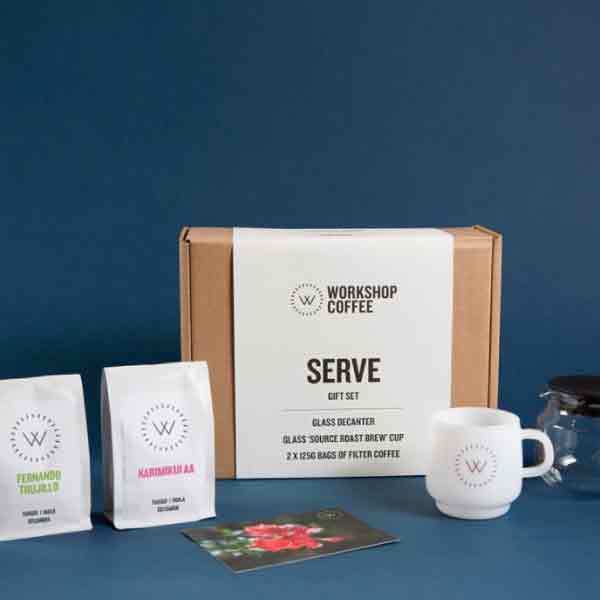 WORKSHOP
COFFEE
SERVE
GIFT SET
GLASS DECANTER
GLASS 'SOURCE ROAST BREW' CUP
2 X 125G BAGS OF FILTER COFFEE
W
FERNANDO
TRUJILLO
W
KARIMIKUI AA
W